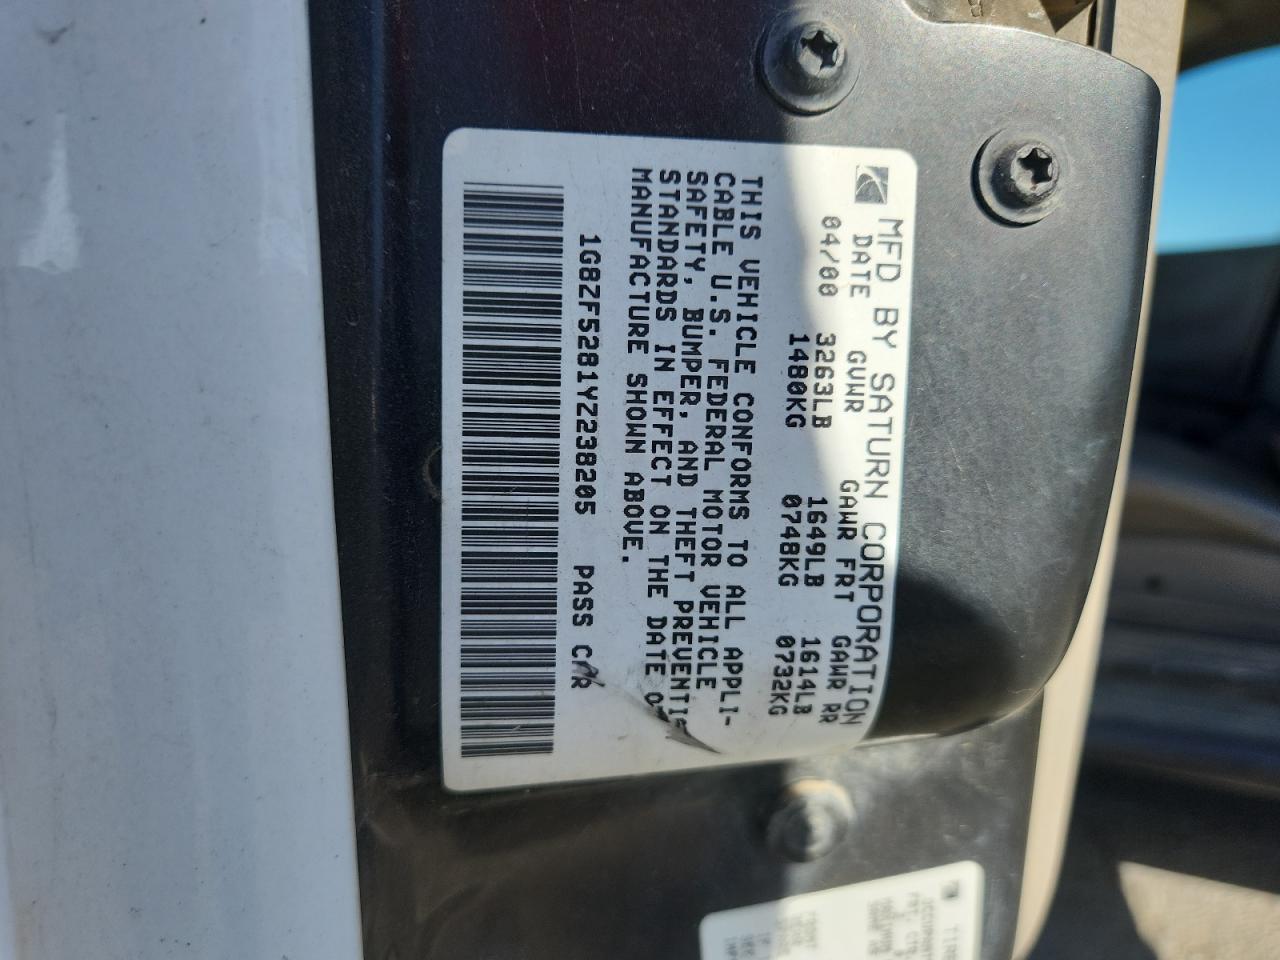 MFD BY SATURN CORPORATION
DATE GVWR GAWR FRT GAWR RR
04/00 3263LB 1649LB 1614LB
1480KG 0748KG 0732KG
THIS VEHICLE CONFORMS TO ALL APPLI-
CABLE U.S. FEDERAL MOTOR VEHICLE
SAFETY, BUMPER, AND THEFT PREVENTI
STANDARDS IN EFFECT ON THE DATE O
MANUFACTURE SHOWN ABOVE.
1G8ZF5281YZ238205 PASS CAR